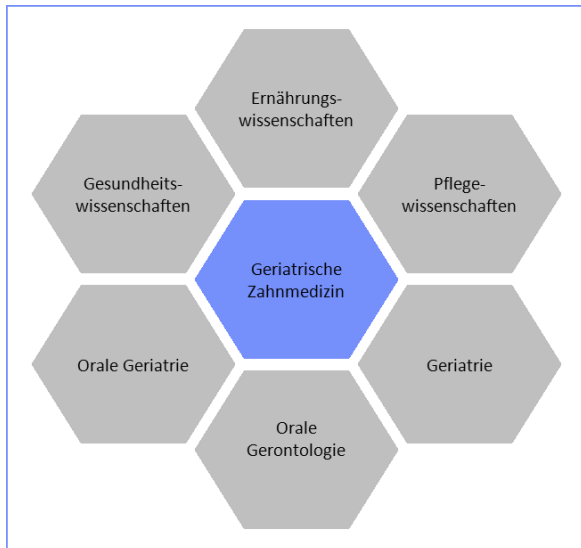 Ernährungs-
wissenschaften
Gesundheits-
wissenschaften
Pflege-
wissenschaften
Geriatrische
Zahnmedizin
Orale Geriatrie
Geriatrie
Orale
Gerontologie